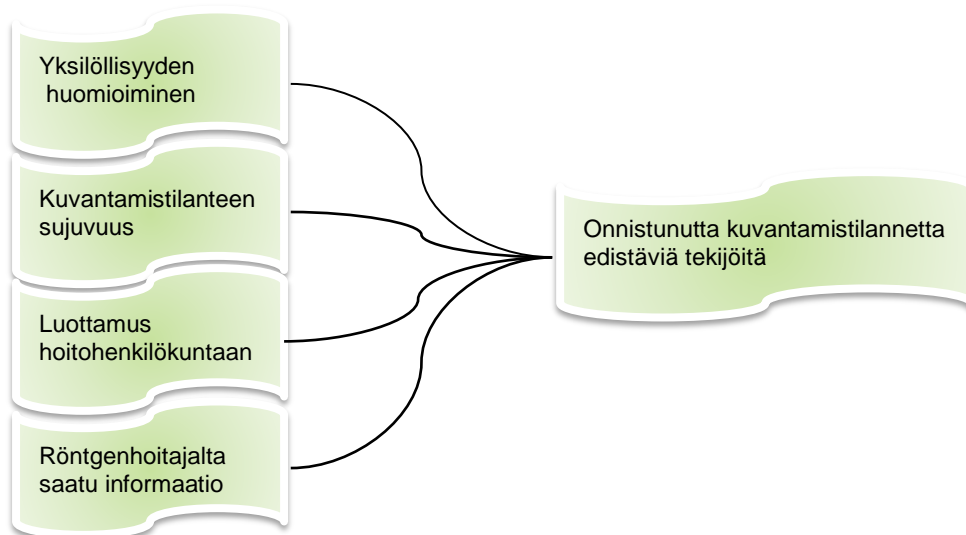 Yksilöllisyyden
huomioiminen
Kuvantamistilanteen
sujuvuus
Luottamus
hoitohenkilökuntaan
Röntgenhoitajalta
saatu informaatio
Onnistunutta kuvantamistilannetta
edistäviä tekijöitä